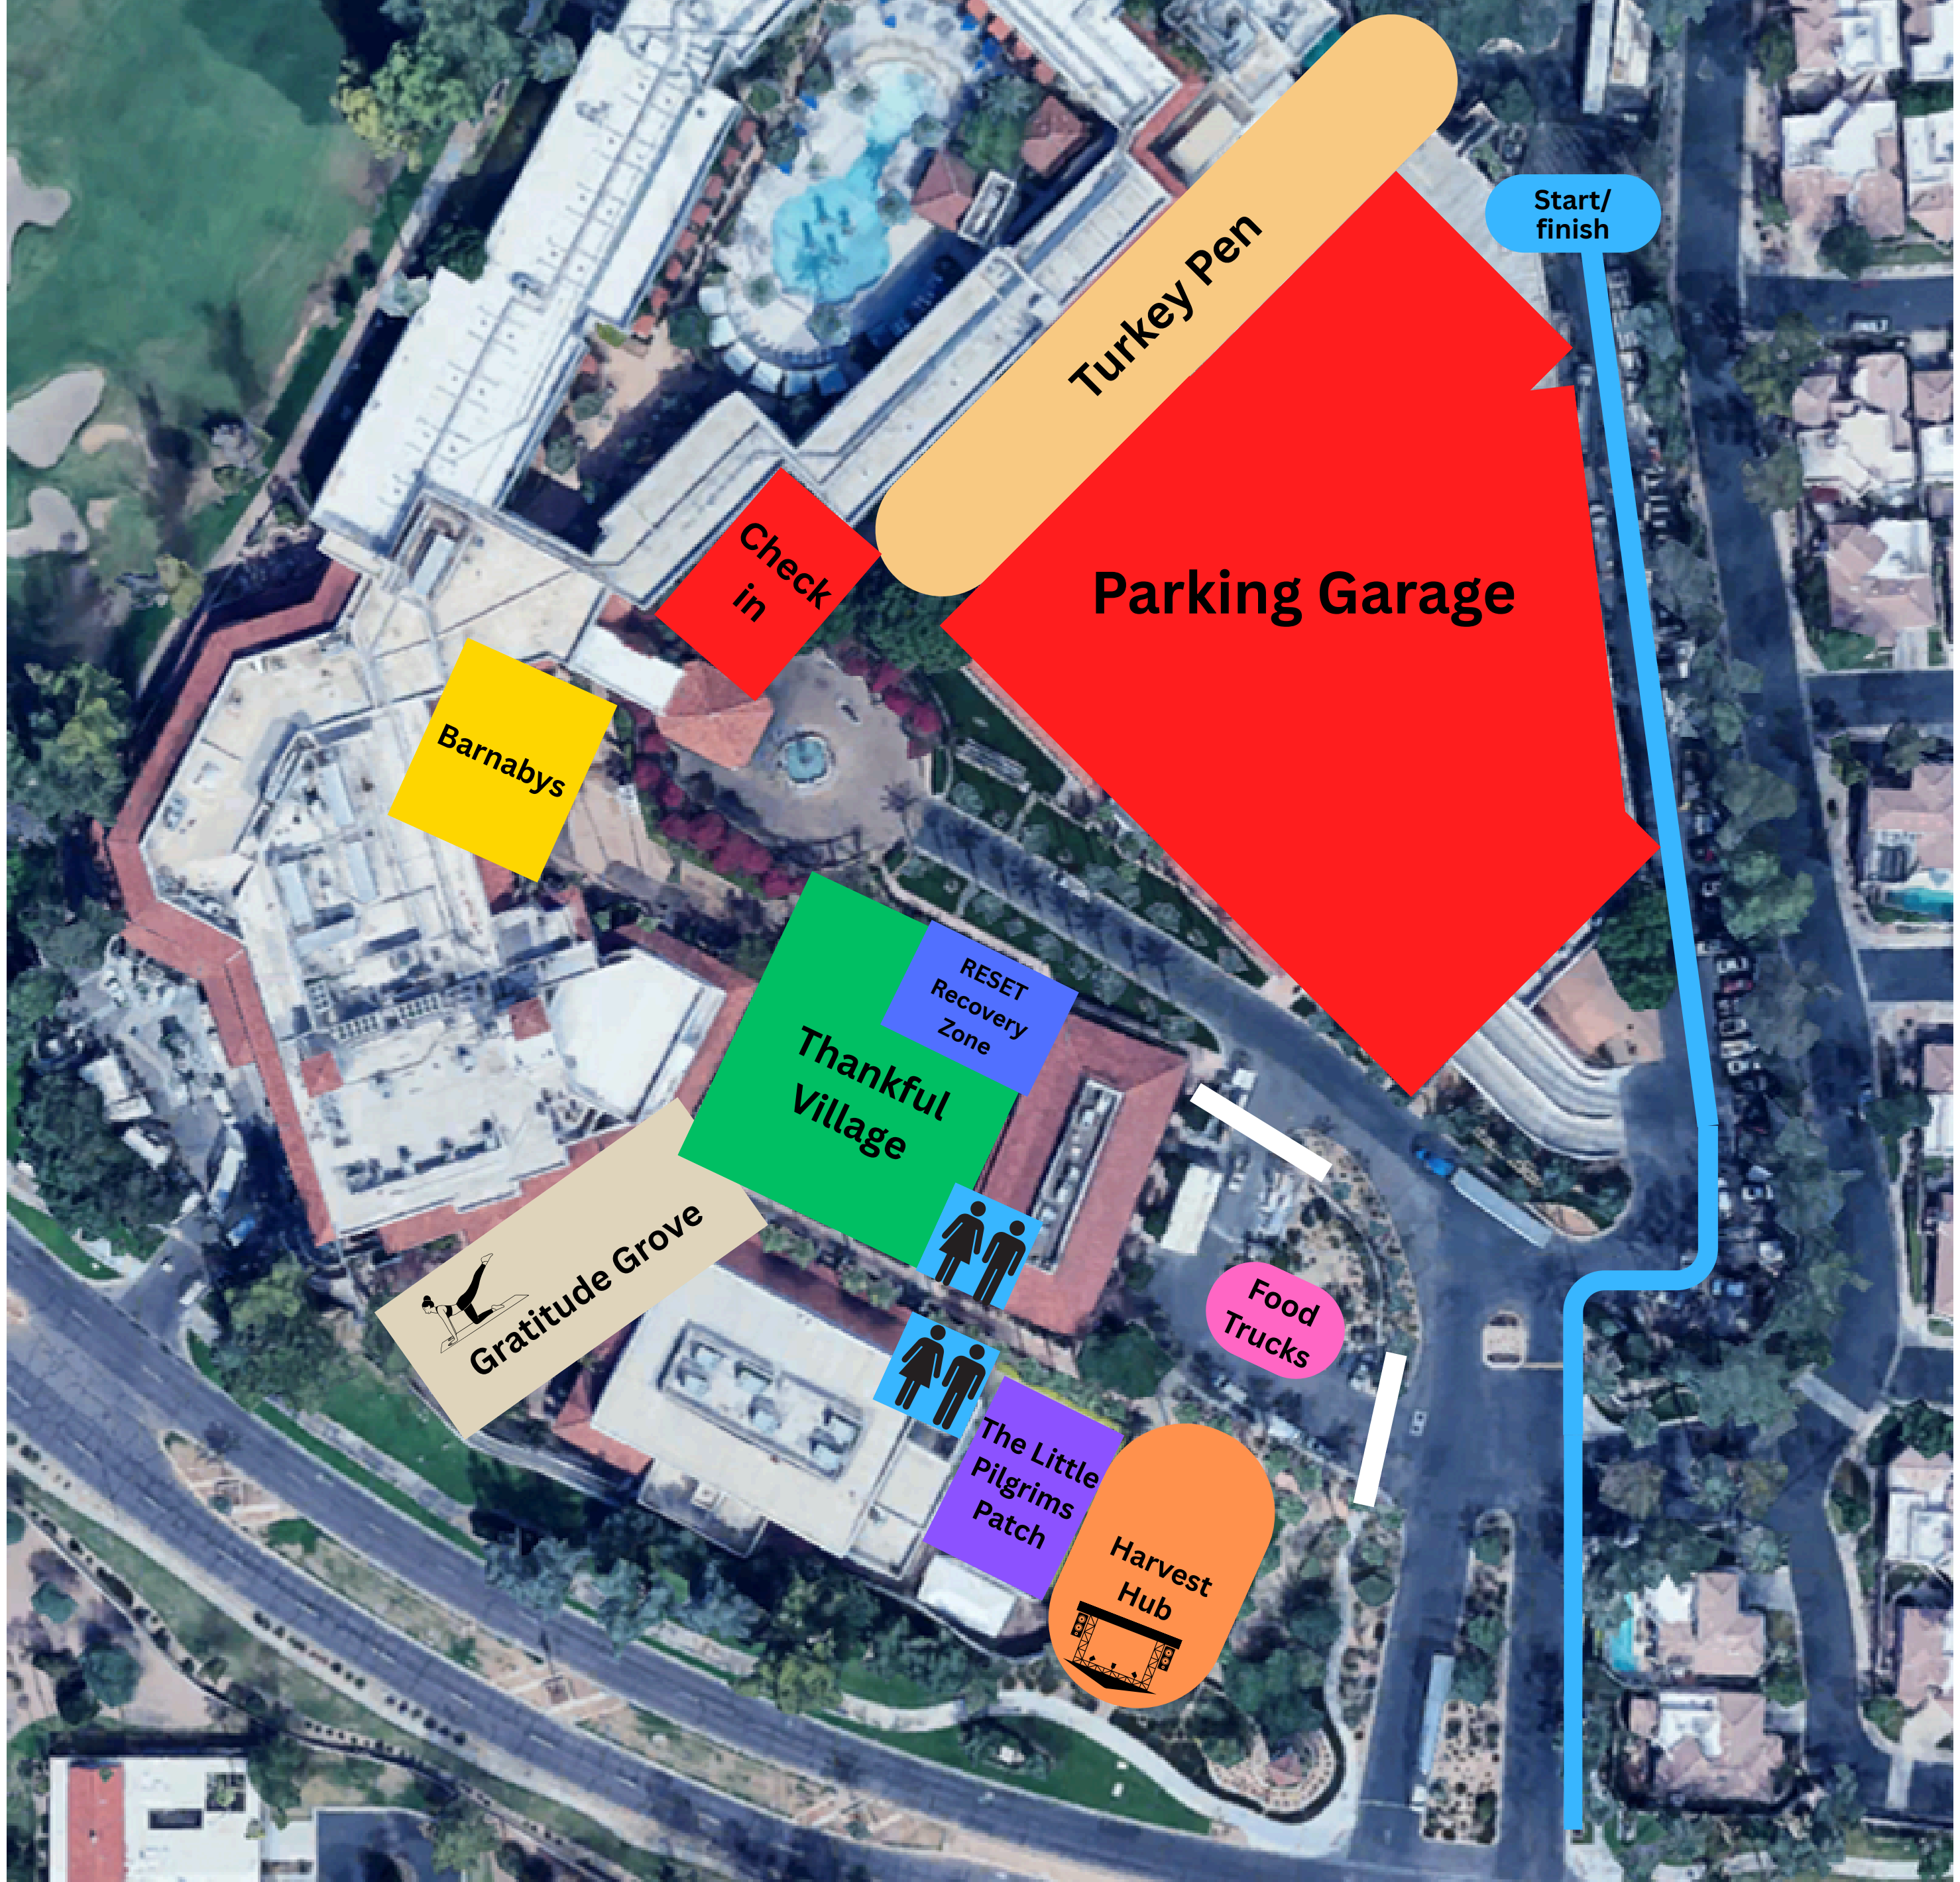 Start/
finish
Turkey Pen
Check
in
Parking Garage
Barnabys
RESET
Recovery
Zone
Thankful
Village
Gratitude Grove
Food
Trucks
The Little
Pilgrims
Patch
Harvest
Hub